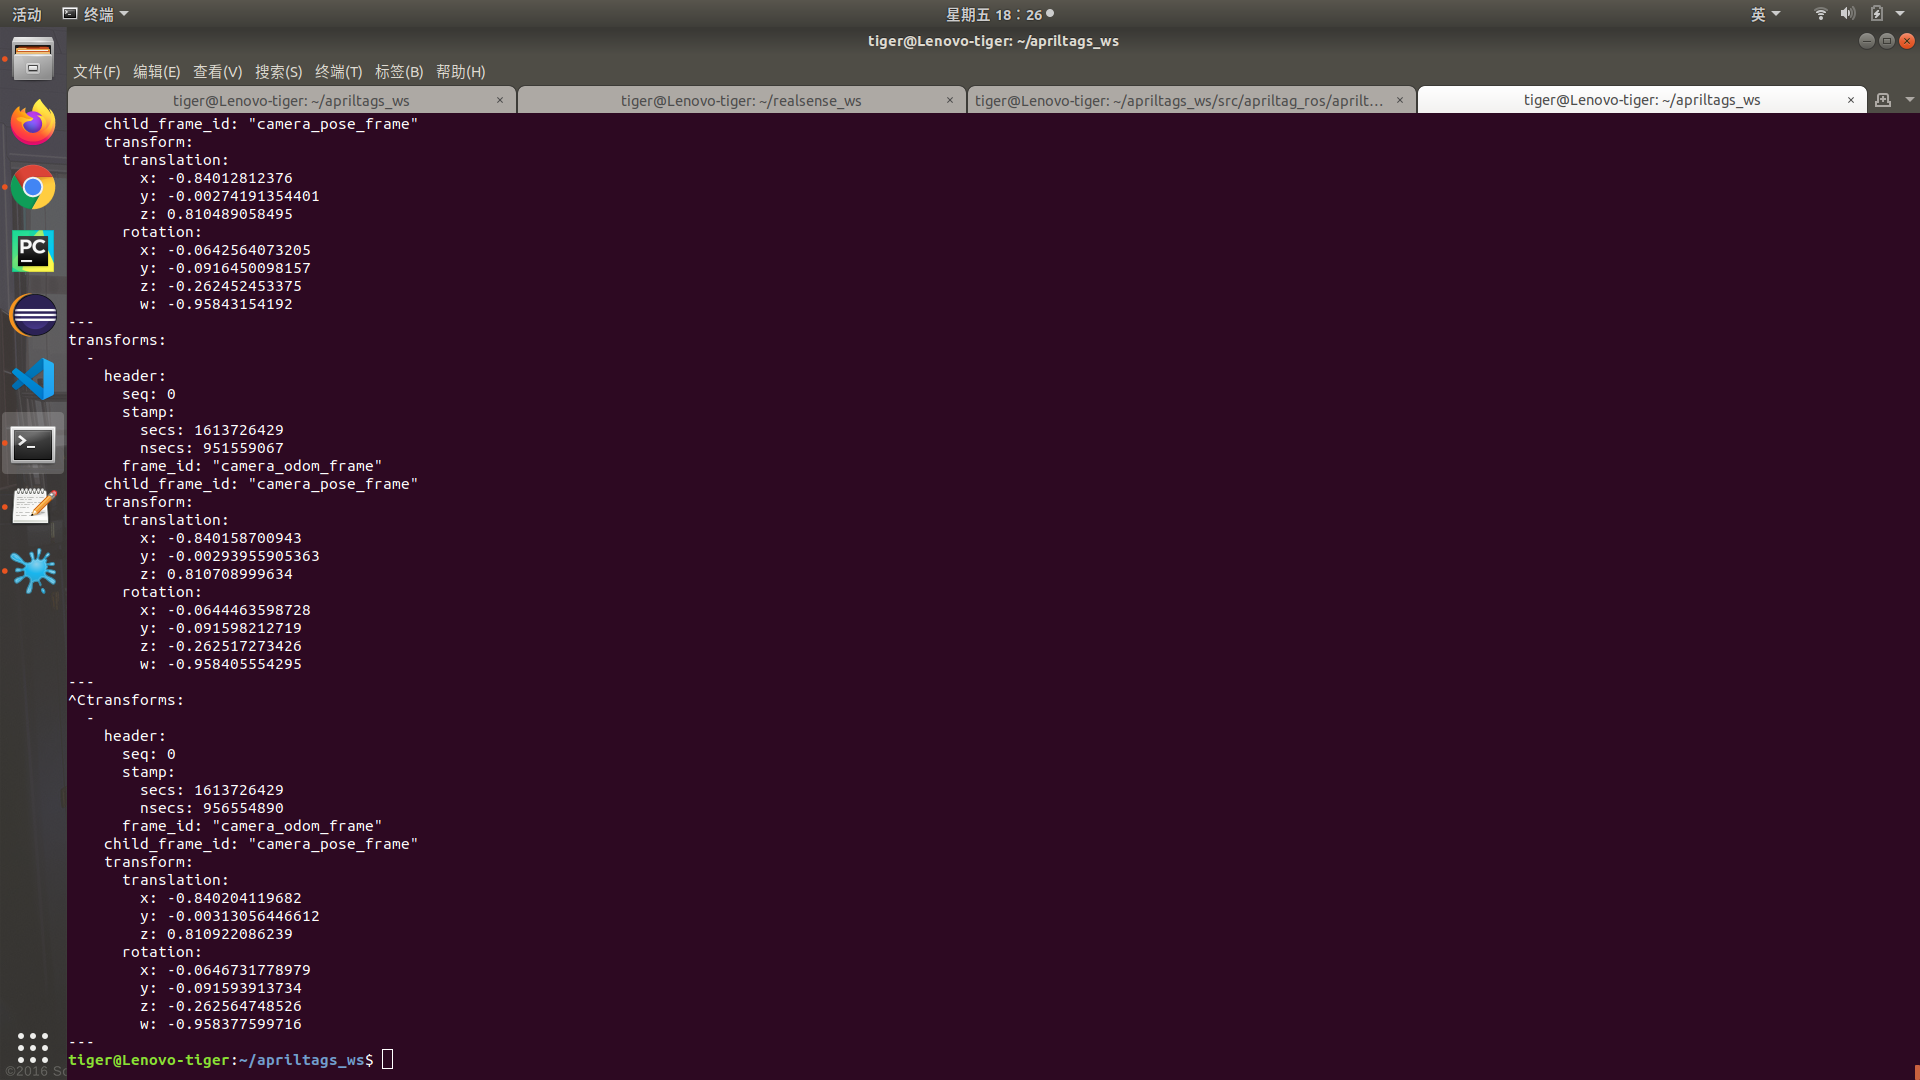 活动 终端 星期五 18：26 英
tiger@Lenovo-tiger: ~/apriltags_ws
文件(F) 编辑(E) 查看(V) 搜索(S) 终端(T) 标签(B) 帮助(H)
tiger@Lenovo-tiger: ~/apriltags_ws × tiger@Lenovo-tiger: ~/realsense_ws × tiger@Lenovo-tiger: ~/apriltags_ws/src/apriltag_ros/aprilt... × tiger@Lenovo-tiger: ~/apriltags_ws ×
    child_frame_id: "camera_pose_frame"
    transform:
      translation:
        x: -0.84012812376
        y: -0.00274191354401
        z: 0.810489058495
      rotation:
        x: -0.0642564073205
        y: -0.0916450098157
        z: -0.262452453375
        w: -0.95843154192
---
transforms:
  -
    header:
      seq: 0
      stamp:
        secs: 1613726429
        nsecs: 951559067
      frame_id: "camera_odom_frame"
    child_frame_id: "camera_pose_frame"
    transform:
      translation:
        x: -0.840158700943
        y: -0.00293955905363
        z: 0.810708999634
      rotation:
        x: -0.0644463598728
        y: -0.091598212719
        z: -0.262517273426
        w: -0.958405554295
---
^Ctransforms:
  -
    header:
      seq: 0
      stamp:
        secs: 1613726429
        nsecs: 956554890
      frame_id: "camera_odom_frame"
    child_frame_id: "camera_pose_frame"
    transform:
      translation:
        x: -0.840204119682
        y: -0.00313056446612
        z: 0.810922086239
      rotation:
        x: -0.0646731778979
        y: -0.091593913734
        z: -0.262564748526
        w: -0.958377599716
---
tiger@Lenovo-tiger:~/apriltags_ws$
PC
©2016